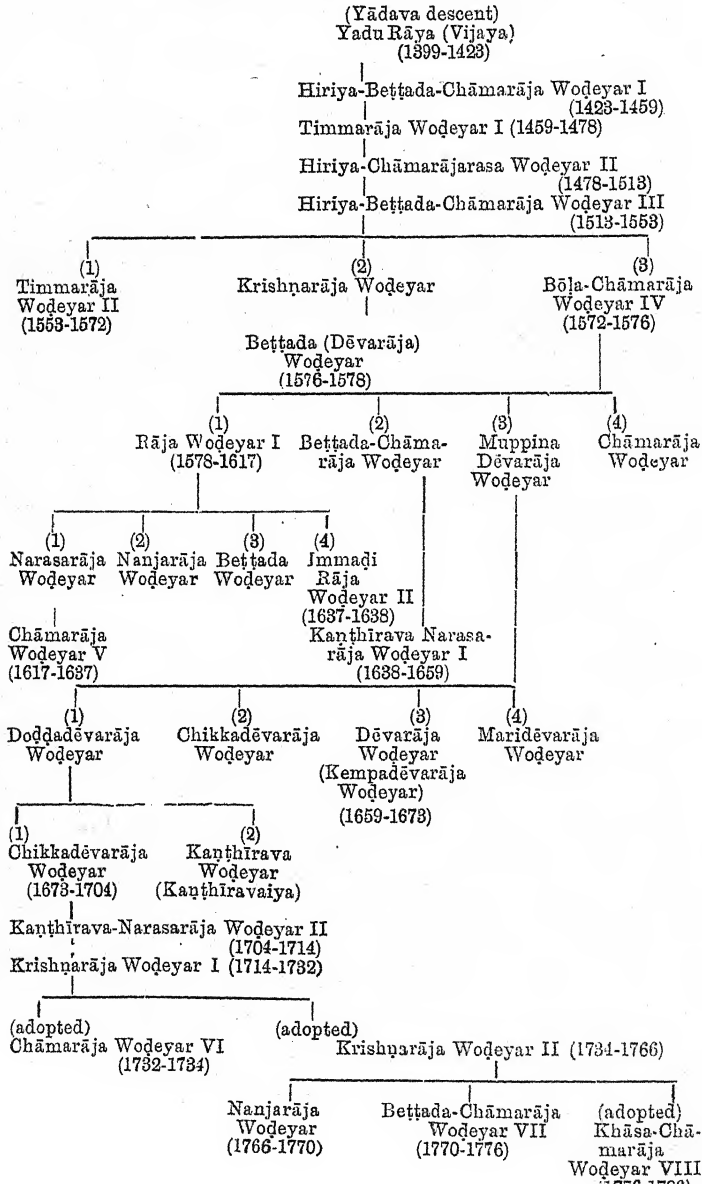 (Yādava descent)
Yadu Rāya (Vijaya)
(1399-1423)
Hiriya-Beṭṭada-Chāmarāja Woḍeyar I
(1423-1459)
Timmarāja Woḍeyar I (1459-1478)
Hiriya-Chāmarājarasa Woḍeyar II
(1478-1513)
Hiriya-Beṭṭada-Chāmarāja Woḍeyar III
(1513-1553)
(1)
Timmarāja
Woḍeyar II
(1553-1572)
(2)
Krishṇarāja Woḍeyar
(3)
Bōḷa-Chāmarāja
Woḍeyar IV
(1572-1576)
Beṭṭada (Dēvarāja)
Woḍeyar
(1576-1578)
(1)
Rāja Woḍeyar I
(1578-1617)
(2)
Beṭṭada-Chāma-
rāja Woḍeyar
(3)
Muppina
Dēvarāja
Woḍeyar
(4)
Chāmarāja
Woḍeyar
(1)
Narasarāja
Woḍeyar
(2)
Nanjarāja
Woḍeyar
(3)
Beṭṭada
Woḍeyar
(4)
Immaḍi
Rāja
Woḍeyar II
(1637-1638)
Chāmarāja
Woḍeyar V
(1617-1637)
Kaṇṭhīrava Narasa-
rāja Woḍeyar I
(1638-1659)
(1)
Doḍḍadēvarāja
Woḍeyar
(2)
Chikkadēvarāja
Woḍeyar
(3)
Dēvarāja
Woḍeyar
(Kempadēvarāja
Woḍeyar)
(1659-1673)
(4)
Maridēvarāja
Woḍeyar
(1)
Chikkadēvarāja
Woḍeyar
(1673-1704)
(2)
Kaṇṭhīrava
Woḍeyar
(Kaṇṭhīravaiya)
Kaṇṭhīrava-Narasarāja Woḍeyar II
(1704-1714)
Krishṇarāja Woḍeyar I (1714-1732)
(adopted)
Chāmarāja Woḍeyar VI
(1732-1734)
(adopted)
Krishṇarāja Woḍeyar II (1734-1766)
Nanjarāja
Woḍeyar
(1766-1770)
Beṭṭada-Chāmarāja
Woḍeyar VII
(1770-1776)
(adopted)
Khāsa-Chā-
marāja
Woḍeyar VIII